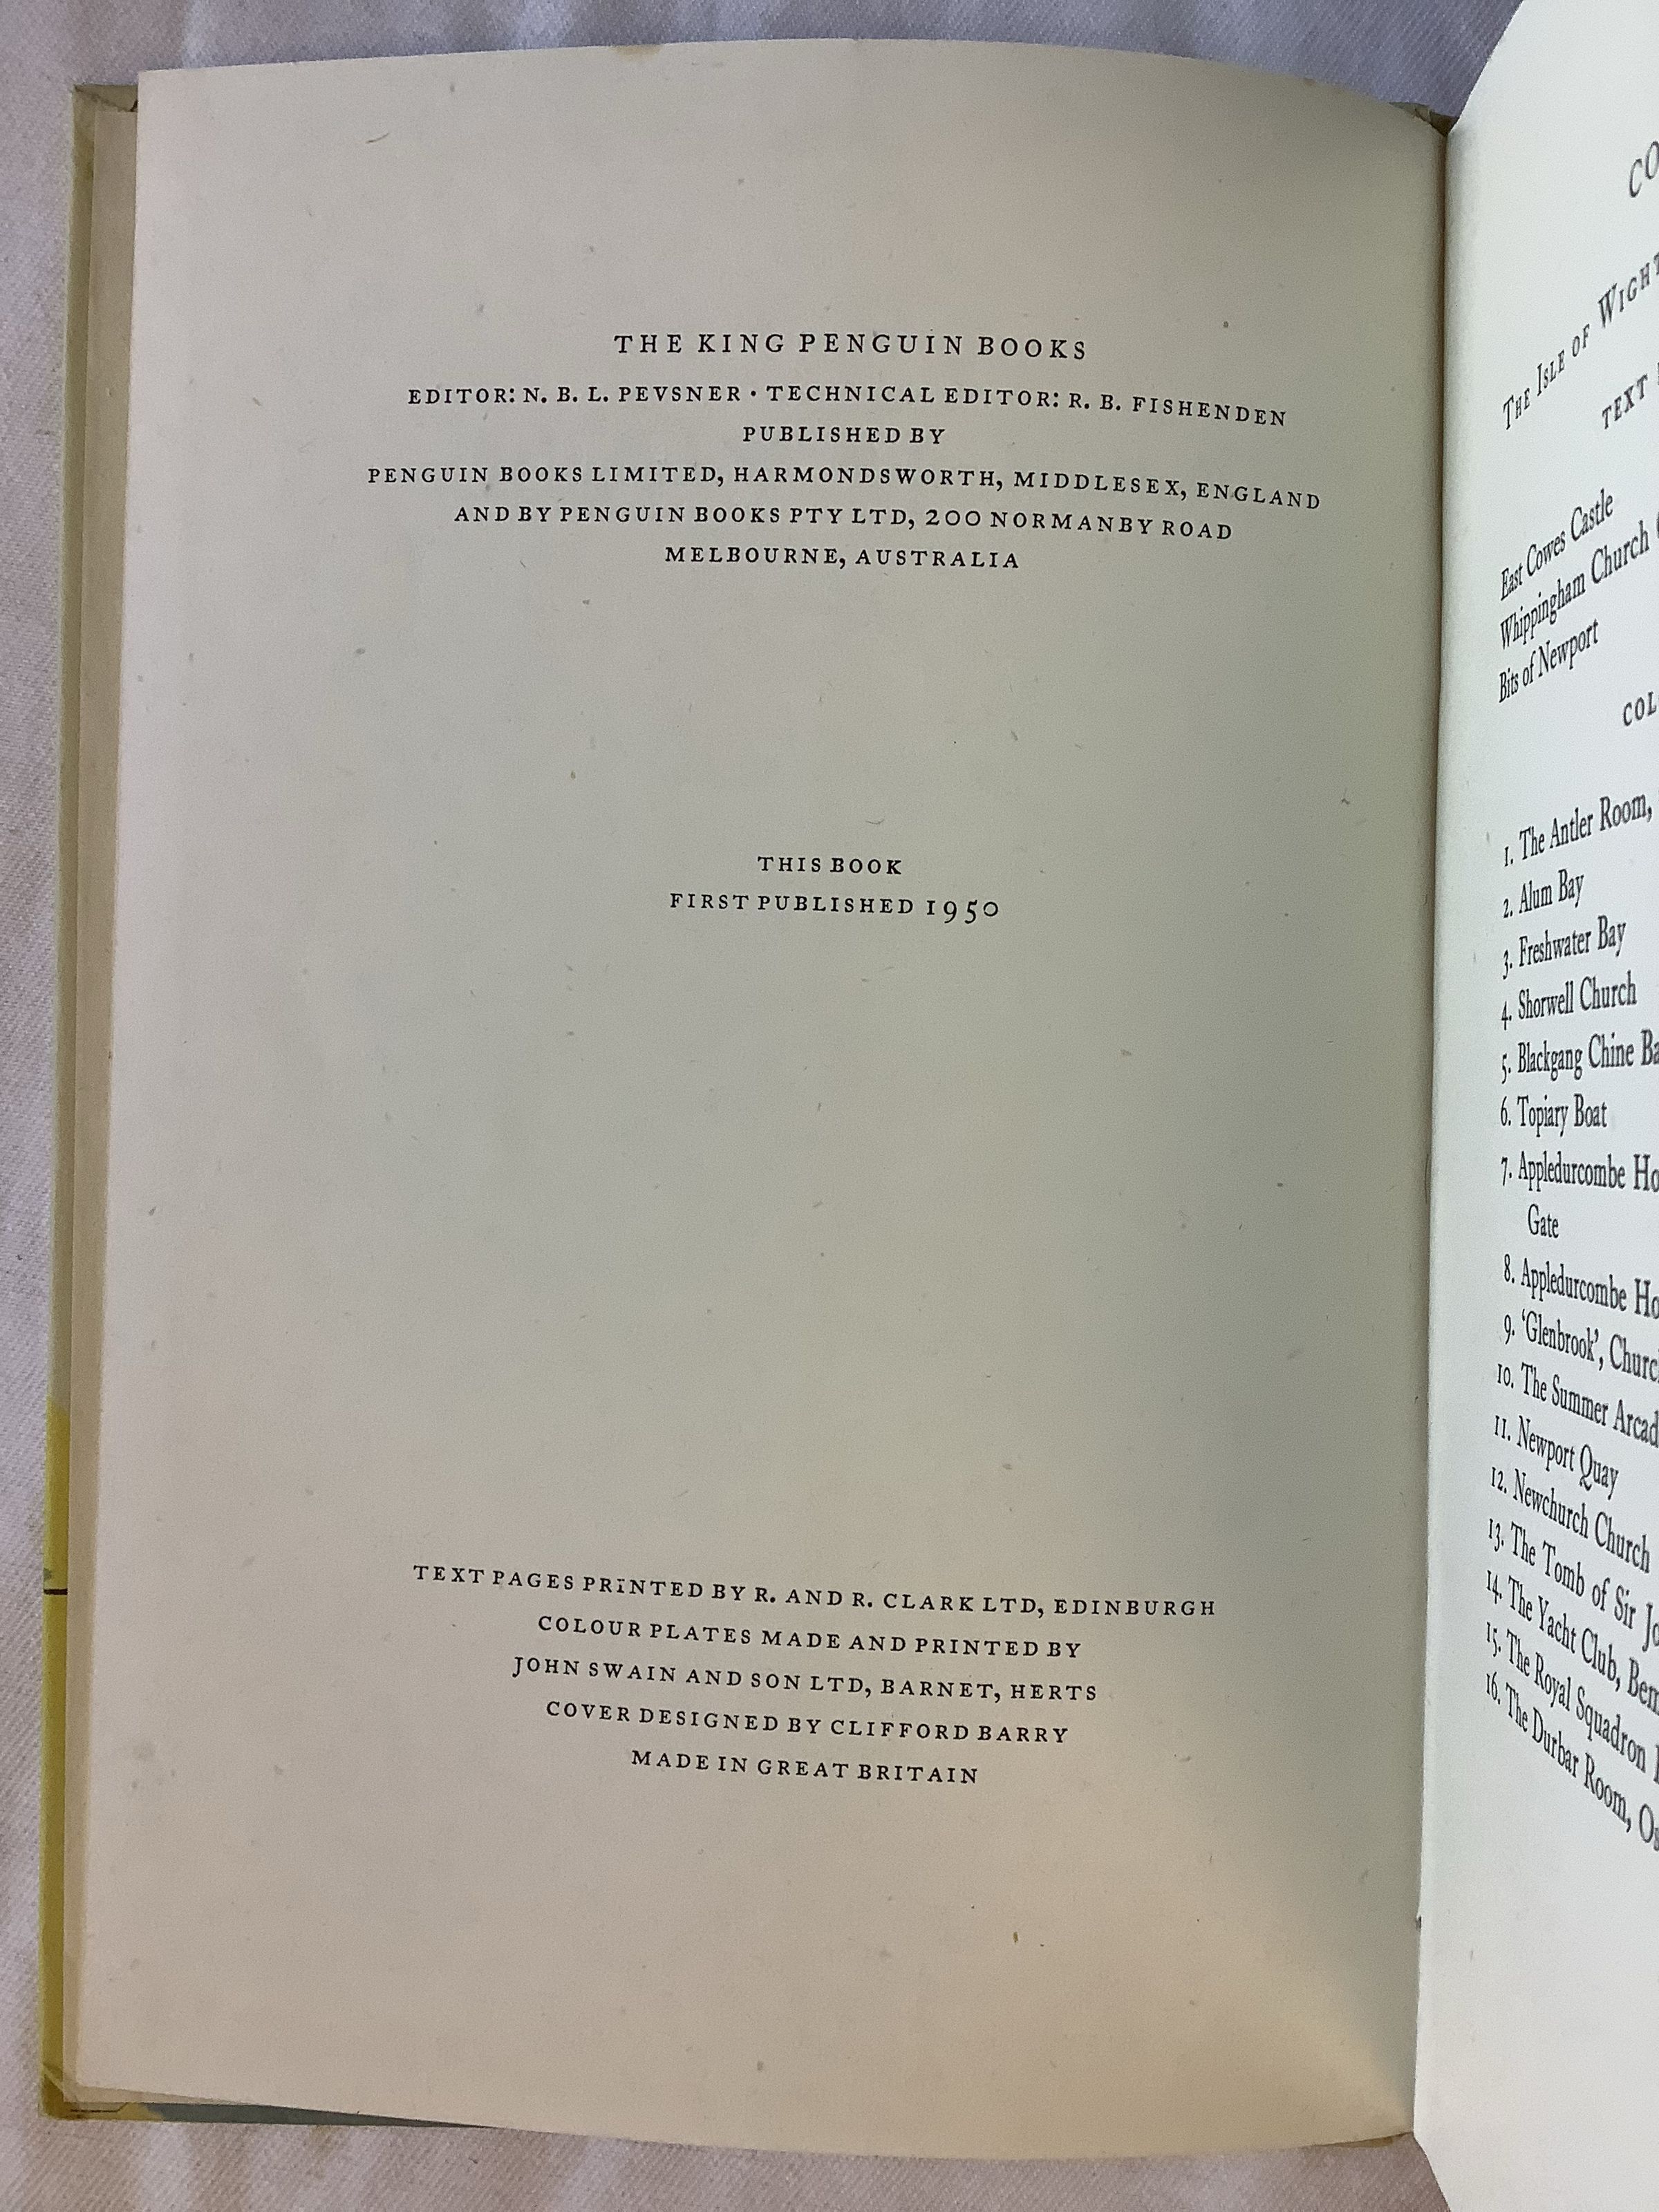 THE KING PENGUIN BOOKS
EDITOR: N. B. L. PEVSNER · TECHNICAL EDITOR: R. B. FISHENDEN
PUBLISHED BY
PENGUIN BOOKS LIMITED, HARMONDSWORTH, MIDDLESEX, ENGLAND
AND BY PENGUIN BOOKS PTY LTD, 200 NORMANBY ROAD
MELBOURNE, AUSTRALIA
THIS BOOK
FIRST PUBLISHED 1950
TEXT PAGES PRINTED BY R. AND R. CLARK LTD, EDINBURGH
COLOUR PLATES MADE AND PRINTED BY
JOHN SWAIN AND SON LTD, BARNET, HERTS
COVER DESIGNED BY CLIFFORD BARRY
MADE IN GREAT BRITAIN
THE ISLE OF WIGHT
TEXT
East Cowes Castle
Whippingham Church
Bits of Newport
1. The Antler Room,
2. Alum Bay
3. Freshwater Bay
4. Shorwell Church
5. Blackgang Chine
6. Topiary Boat
7. Appledurcombe
Gate
8. Appledurcombe
9. 'Glenbrook',
10. The Summer
11. Newport Quay
12. Newchurch Church
13. The Tomb of Sir
14. The Yacht Club,
15. The Royal Squadron
16. The Durbar Room,